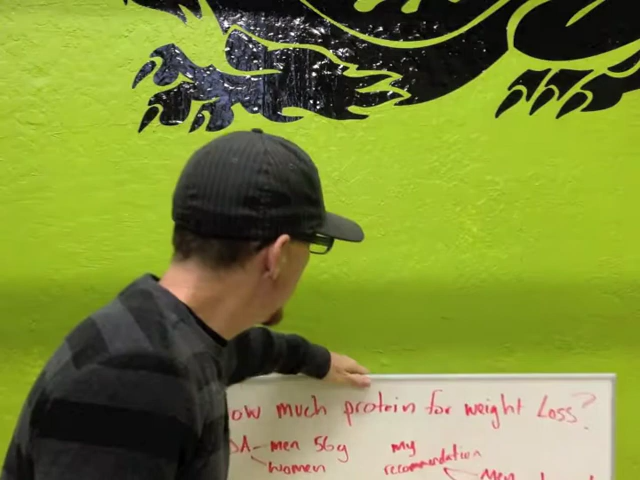 ow much protein for weight Loss?
DA - men 56g
women
my
recommendation
Men